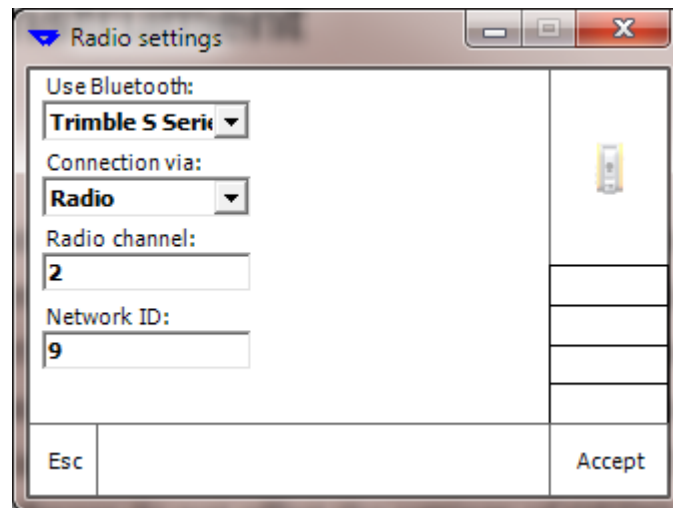 Radio settings
Use Bluetooth:
Trimble S Serie
Connection via:
Radio
Radio channel:
2
Network ID:
9
Esc
Accept